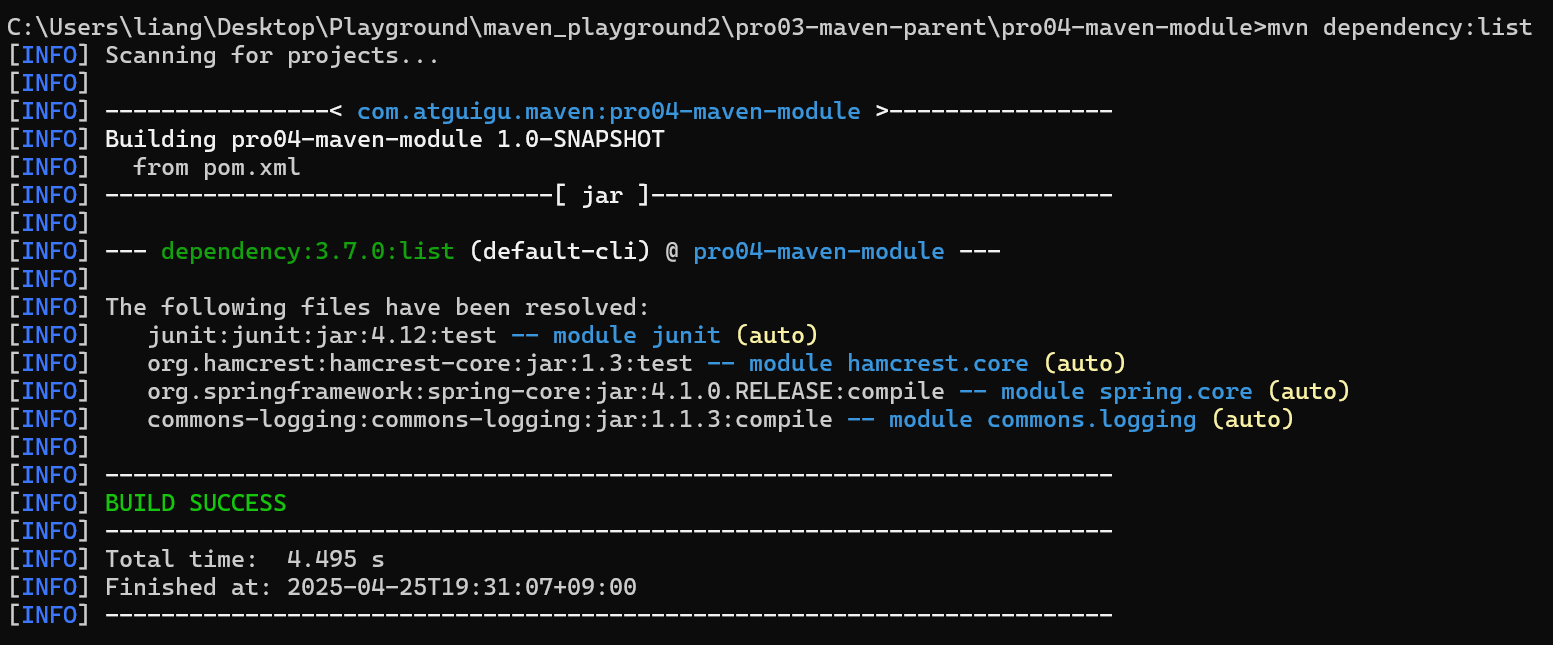 C:\Users\liang\Desktop\Playground\maven_playground2\pro03-maven-parent\pro04-maven-module>mvn dependency:list
[INFO] Scanning for projects...
[INFO]
[INFO] ----------------< com.atguigu.maven:pro04-maven-module >----------------
[INFO] Building pro04-maven-module 1.0-SNAPSHOT
[INFO]   from pom.xml
[INFO] --------------------------------[ jar ]---------------------------------
[INFO]
[INFO] --- dependency:3.7.0:list (default-cli) @ pro04-maven-module ---
[INFO]
[INFO] The following files have been resolved:
[INFO]    junit:junit:jar:4.12:test -- module junit (auto)
[INFO]    org.hamcrest:hamcrest-core:jar:1.3:test -- module hamcrest.core (auto)
[INFO]    org.springframework:spring-core:jar:4.1.0.RELEASE:compile -- module spring.core (auto)
[INFO]    commons-logging:commons-logging:jar:1.1.3:compile -- module commons.logging (auto)
[INFO]
[INFO] ------------------------------------------------------------------------
[INFO] BUILD SUCCESS
[INFO] ------------------------------------------------------------------------
[INFO] Total time:  4.495 s
[INFO] Finished at: 2025-04-25T19:31:07+09:00
[INFO] ------------------------------------------------------------------------